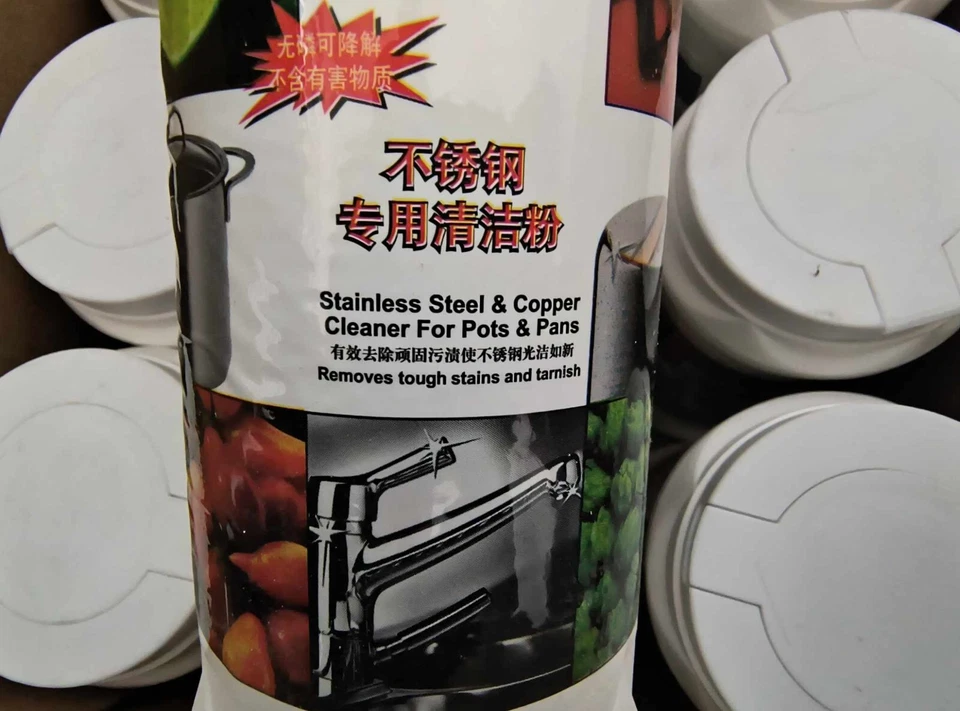 无磷可降解
不含有害物质
不锈钢
专用清洁粉
Stainless Steel & Copper
Cleaner For Pots & Pans
有效去除顽固污渍使不锈钢光洁如新
Removes tough stains and tarnish